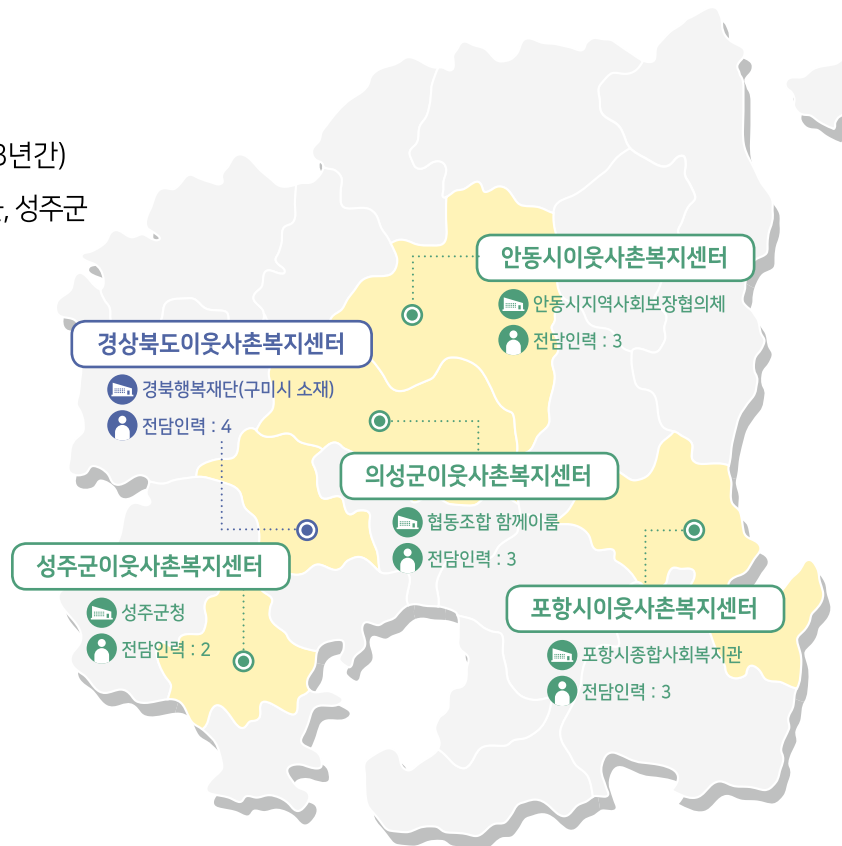 3년간)
, 성주군
안동시이웃사촌복지센터
안동시지역사회보장협의체
전담인력 : 3
경상북도이웃사촌복지센터
경북행복재단(구미시 소재)
전담인력 : 4
의성군이웃사촌복지센터
협동조합 함께이룸
전담인력 : 3
성주군이웃사촌복지센터
성주군청
전담인력 : 2
포항시이웃사촌복지센터
포항시종합사회복지관
전담인력 : 3